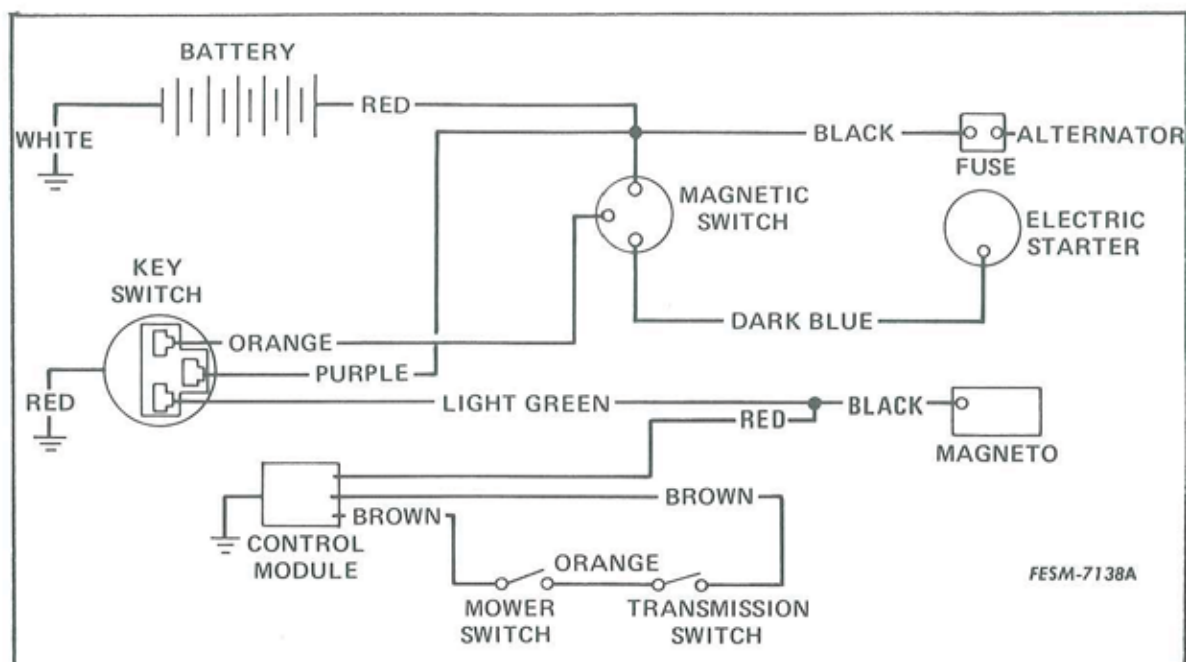 BATTERY
RED
WHITE
BLACK
ALTERNATOR
FUSE
MAGNETIC
SWITCH
ELECTRIC
STARTER
KEY
SWITCH
DARK BLUE
ORANGE
PURPLE
RED
LIGHT GREEN
BLACK
RED
MAGNETO
BROWN
BROWN
CONTROL
MODULE
ORANGE
MOWER
SWITCH
TRANSMISSION
SWITCH
FESM-7138A